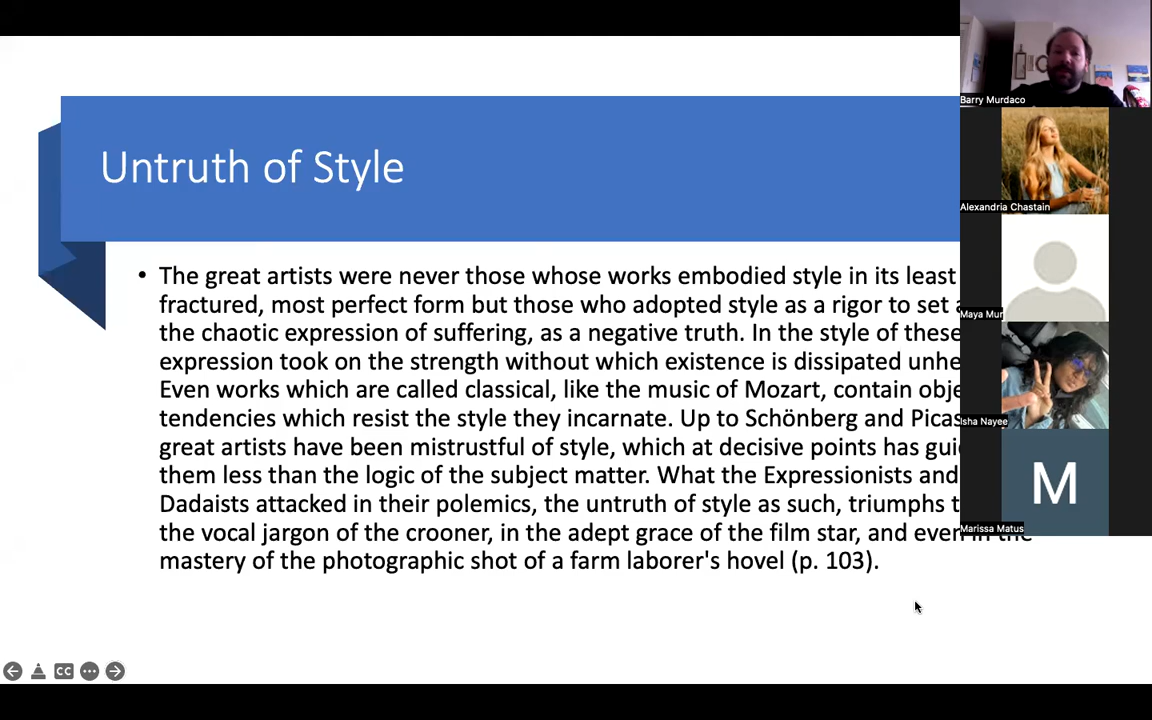 Untruth of Style
• The great artists were never those whose works embodied style in its least
fractured, most perfect form but those who adopted style as a rigor to set
the chaotic expression of suffering, as a negative truth. In the style of these
expression took on the strength without which existence is dissipated
Even works which are called classical, like the music of Mozart, contain
tendencies which resist the style they incarnate. Up to Schönberg and
great artists have been mistrustful of style, which at decisive points has
them less than the logic of the subject matter. What the Expressionists and
Dadaists attacked in their polemics, the untruth of style as such, triumphs
the vocal jargon of the crooner, in the adept grace of the film star, and even in the
mastery of the photographic shot of a farm laborer's hovel (p. 103).
Barry Murdaco
Alexandria Chastain
Maya Mur
Isha Nayee
M
Marissa Matus
CC